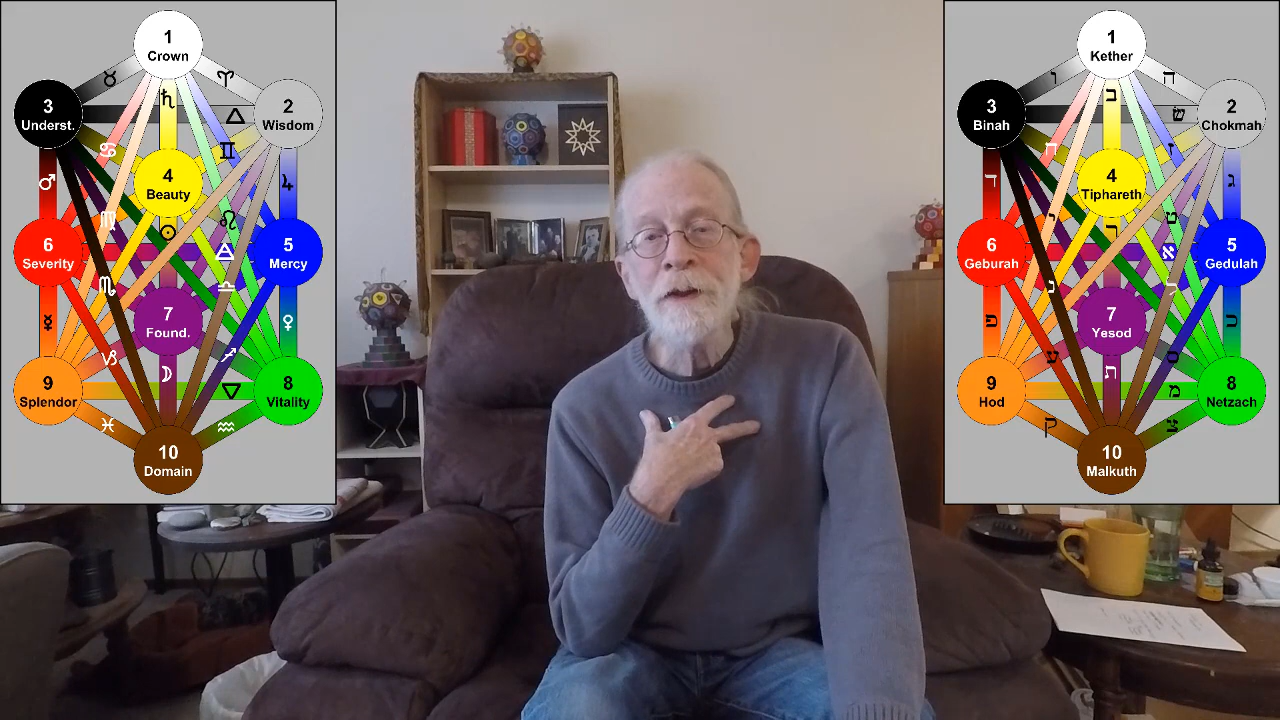 1
Crown
♉ ♈
3
Underst.
2
Wisdom
♄
△
♋ ♊
4
Beauty
♂ ♃
♍ ♌
☉
6
Severity
5
Mercy
♏ ♎
7
Found.
☿ ♀
♑ ♐
☽
9
Splendor
8
Vitality
▽
♓ ♒
10
Domain
1
Kether
ו ה
3
Binah
2
Chokmah
ב
ש
ח ז
4
Tiphareth
ד ג
י ט
ר
6
Geburah
א
5
Gedulah
נ
7
Yesod
פ
ע ס
ת
9
Hod
מ
8
Netzach
ק צ
10
Malkuth